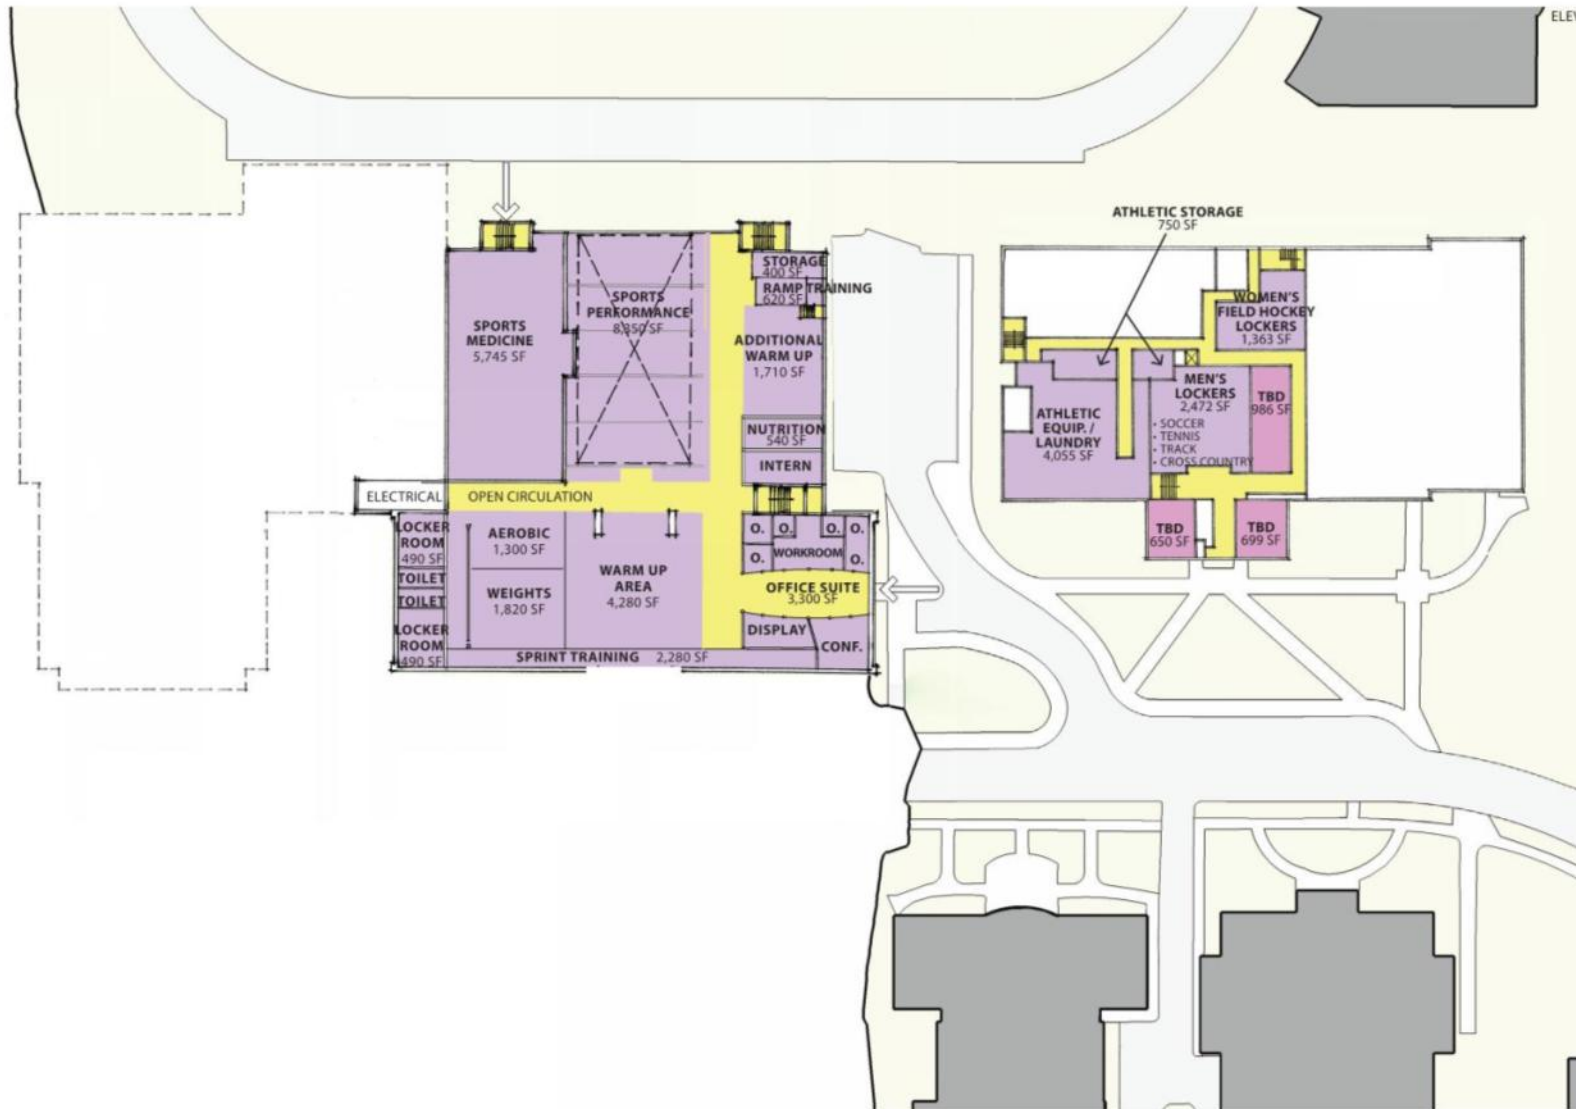 ELEV
ATHLETIC STORAGE
750 SF
STORAGE
400 SF
RAMP TRAINING
620 SF
SPORTS
PERFORMANCE
8,350 SF
SPORTS
MEDICINE
5,745 SF
ADDITIONAL
WARM UP
1,710 SF
NUTRITION
540 SF
INTERN
ELECTRICAL
OPEN CIRCULATION
LOCKER
ROOM
490 SF
TOILET
TOILET
LOCKER
ROOM
490 SF
AEROBIC
1,300 SF
WEIGHTS
1,820 SF
WARM UP
AREA
4,280 SF
O.
O.
O.
O.
O.
O.
WORKROOM
OFFICE SUITE
3,300 SF
DISPLAY
CONF.
SPRINT TRAINING 2,280 SF
WOMEN'S
FIELD HOCKEY
LOCKERS
1,363 SF
MEN'S
LOCKERS
2,472 SF
• SOCCER
• TENNIS
• TRACK
• CROSS COUNTRY
TBD
986 SF
ATHLETIC
EQUIP. /
LAUNDRY
4,055 SF
TBD
650 SF
TBD
699 SF